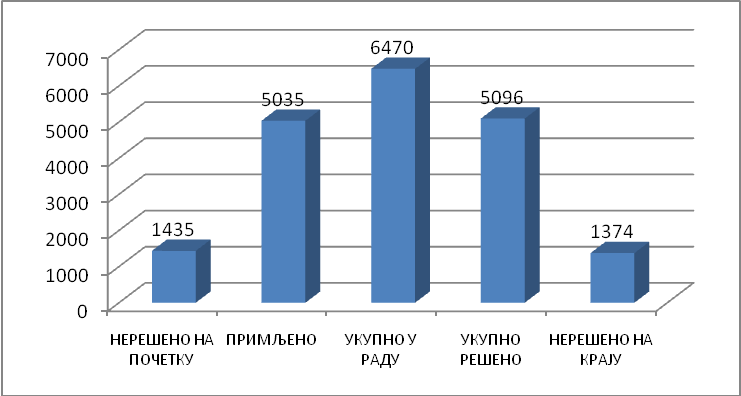 7000
6000
5000
4000
3000
2000
1000
0
1435
5035
6470
5096
1374
НЕРЕШЕНО НА
ПОЧЕТКУ
ПРИМЉЕНО
УКУПНО У
РАДУ
УКУПНО
РЕШЕНО
НЕРЕШЕНО НА
КРАЈУ